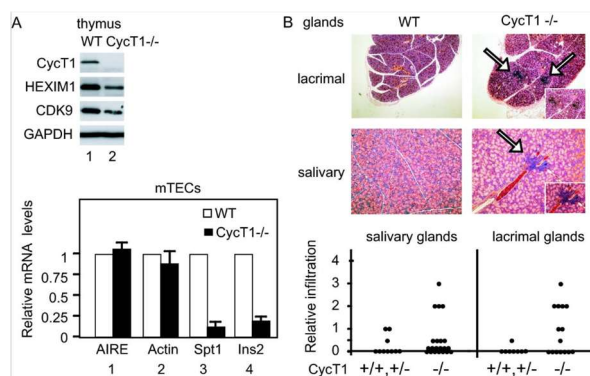 A
thymus
WT CycT1-/-
CycT1
HEXIM1
CDK9
GAPDH
1 2
mTECs
WT
CycT1-/-
Relative mRNA levels
1
0.75
0.5
0.25
0
AIRE Actin Spt1 Ins2
1 2 3 4
B
glands WT CycT1 -/-
lacrimal
salivary
salivary glands lacrimal glands
Relative infiltration
4
3
2
1
0
CycT1 +/+,+/- -/- +/+,+/- -/-